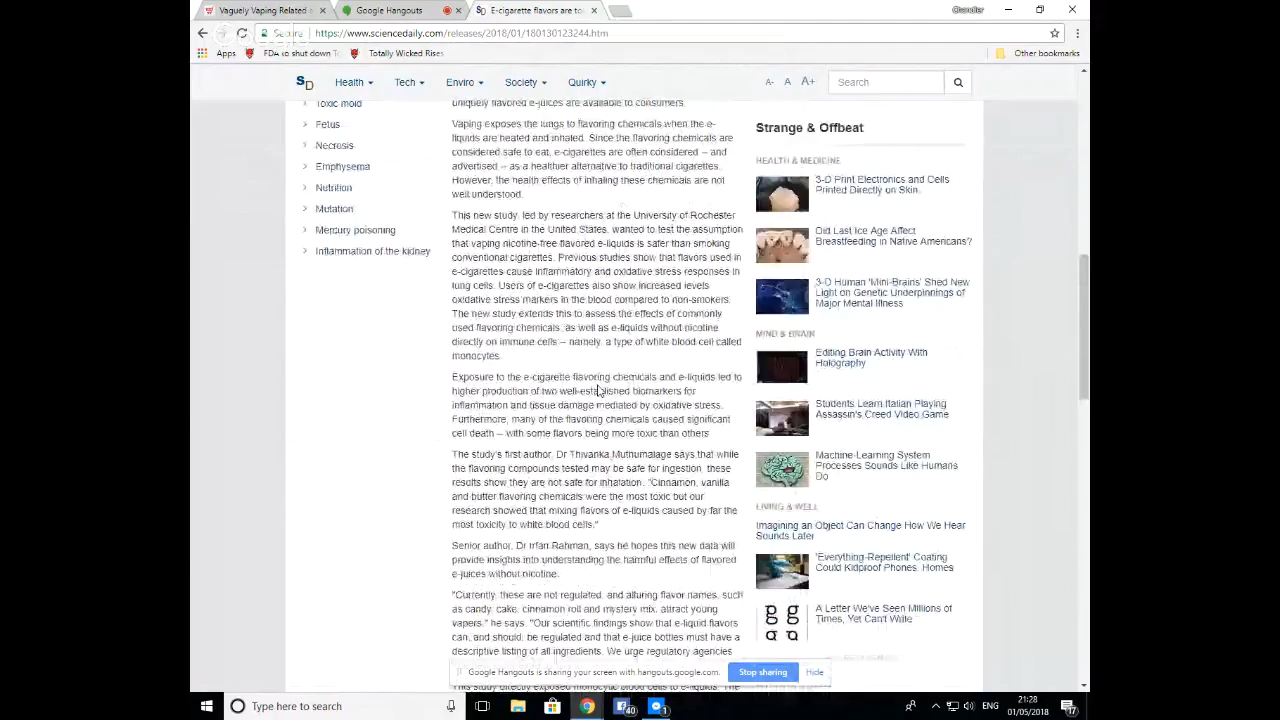 Vaguely Vaping Related
Google Hangouts
E-cigarette flavors are to
Chandler
Secure
https://www.sciencedaily.com/releases/2018/01/180130123244.htm
Apps
FDA to shut down
Totally Wicked Rises
Other bookmarks
SD
Health
Tech
Enviro
Society
Quirky
A-
A
A+
Search
Toxic mold
Fetus
Necrosis
Emphysema
Nutrition
Mutation
Mercury poisoning
Inflammation of the kidney
uniquely flavored e-juices are available to consumers.
Vaping exposes the lungs to flavoring chemicals when the e-
liquids are heated and inhaled. Since the flavoring chemicals are
considered safe to eat, e-cigarettes are often considered -- and
advertised -- as a healthier alternative to traditional cigarettes.
However, the health effects of inhaling these chemicals are not
well understood.
This new study, led by researchers at the University of Rochester
Medical Centre in the United States, wanted to test the assumption
that vaping nicotine-free flavored e-liquids is safer than smoking
conventional cigarettes. Previous studies show that flavors used in
e-cigarettes cause inflammatory and oxidative stress responses in
lung cells. Users of e-cigarettes also show increased levels
oxidative stress markers in the blood compared to non-smokers.
The new study extends this to assess the effects of commonly
used flavoring chemicals, as well as e-liquids without nicotine
directly on immune cells -- namely, a type of white blood cell called
monocytes.
Exposure to the e-cigarette flavoring chemicals and e-liquids led to
higher production of two well-established biomarkers for
inflammation and tissue damage mediated by oxidative stress.
Furthermore, many of the flavoring chemicals caused significant
cell death -- with some flavors being more toxic than others
The study's first author, Dr Thivanka Muthumalage says that while
the flavoring compounds tested may be safe for ingestion, these
results show they are not safe for inhalation. "Cinnamon, vanilla
and butter flavoring chemicals were the most toxic but our
research showed that mixing flavors of e-liquids caused by far the
most toxicity to white blood cells."
Senior author, Dr Irfan Rahman, says he hopes this new data will
provide insights into understanding the harmful effects of flavored
e-juices without nicotine.
"Currently, these are not regulated, and alluring flavor names, such
as candy, cake, cinnamon roll and mystery mix, attract young
vapers," he says. "Our scientific findings show that e-liquid flavors
can, and should, be regulated and that e-juice bottles must have a
descriptive listing of all ingredients. We urge regulatory agencies
This study directly exposed monocytic blood cells to e-liquids. The
Strange & Offbeat
HEALTH & MEDICINE
3-D Print Electronics and Cells
Printed Directly on Skin
Did Last Ice Age Affect
Breastfeeding in Native Americans?
3-D Human 'Mini-Brains' Shed New
Light on Genetic Underpinnings of
Major Mental Illness
MIND & BRAIN
Editing Brain Activity With
Holography
Students Learn Italian Playing
Assassin's Creed Video Game
Machine-Learning System
Processes Sounds Like Humans
Do
LIVING & WELL
Imagining an Object Can Change How We Hear
Sounds Later
'Everything-Repellent' Coating
Could Kidproof Phones, Homes
A Letter We've Seen Millions of
Times, Yet Can't Write
Google Hangouts is sharing your screen with hangouts.google.com.
Stop sharing
Hide
Type here to search
40
1
ENG
21:28
01/05/2018
17